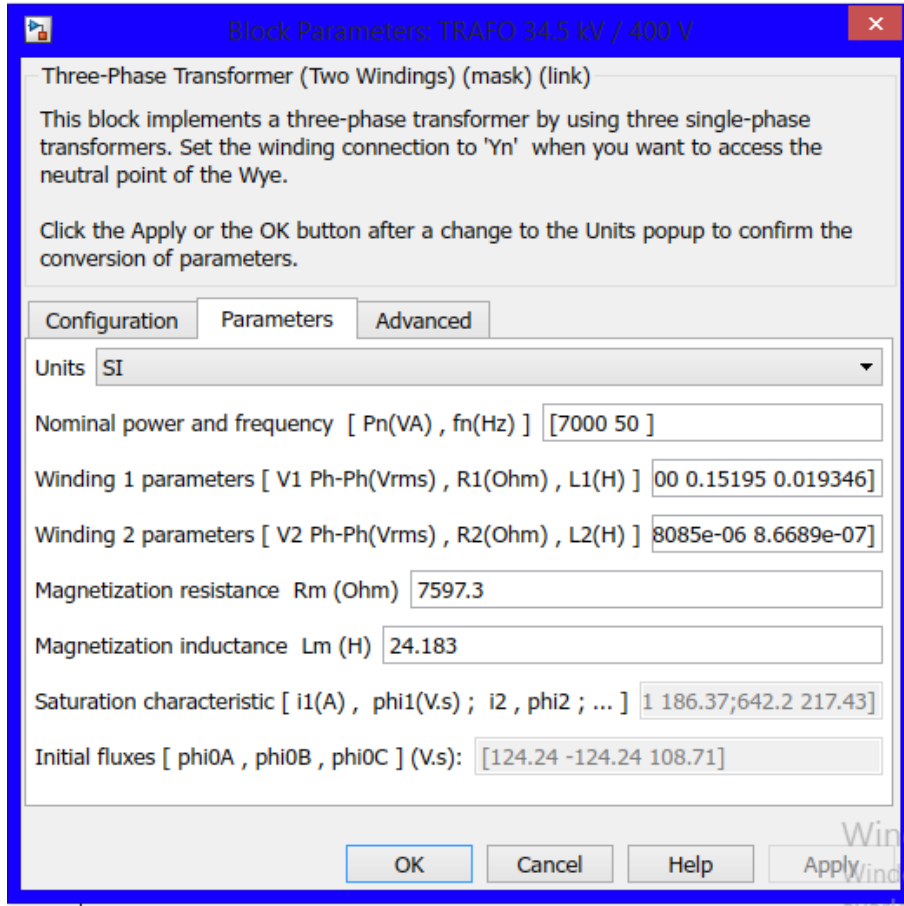 Block Parameters: TRAFO 34.5 kV / 400 V
Three-Phase Transformer (Two Windings) (mask) (link)
This block implements a three-phase transformer by using three single-phase
transformers. Set the winding connection to 'Yn' when you want to access the
neutral point of the Wye.
Click the Apply or the OK button after a change to the Units popup to confirm the
conversion of parameters.
Configuration Parameters Advanced
Units SI
Nominal power and frequency [ Pn(VA) , fn(Hz) ] [7000 50 ]
Winding 1 parameters [ V1 Ph-Ph(Vrms) , R1(Ohm) , L1(H) ] 00 0.15195 0.019346]
Winding 2 parameters [ V2 Ph-Ph(Vrms) , R2(Ohm) , L2(H) ] 8085e-06 8.6689e-07]
Magnetization resistance Rm (Ohm) 7597.3
Magnetization inductance Lm (H) 24.183
Saturation characteristic [ i1(A) , phi1(V.s) ; i2 , phi2 ; ... ] 1 186.37;642.2 217.43]
Initial fluxes [ phi0A , phi0B , phi0C ] (V.s): [124.24 -124.24 108.71]
Win
OK Cancel Help Apply
Wind